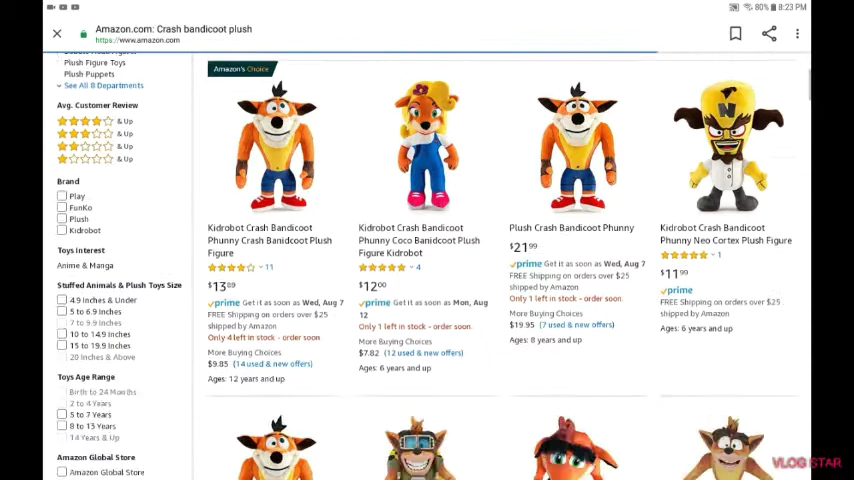 80% 8:23 PM
Amazon.com: Crash bandicoot plush
https://www.amazon.com
Plush Figure Toys
Plush Puppets
See All 8 Departments
Avg. Customer Review
& Up
& Up
& Up
& Up
Brand
Play
FunKo
Plush
Kidrobot
Toys Interest
Anime & Manga
Stuffed Animals & Plush Toys Size
4.9 Inches & Under
5 to 6.9 Inches
7 to 9.9 Inches
10 to 14.9 Inches
15 to 19.9 Inches
20 Inches & Above
Toys Age Range
Birth to 24 Months
2 to 4 Years
5 to 7 Years
8 to 13 Years
14 Years & Up
Amazon Global Store
Amazon Global Store
Amazon's Choice
Kidrobot Crash Bandicoot
Phunny Crash Banidcoot Plush
Figure
11
$13 89
prime Get it as soon as Wed, Aug 7
FREE Shipping on orders over $25
shipped by Amazon
Only 4 left in stock - order soon
More Buying Choices
$9.85 (14 used & new offers)
Ages: 12 years and up
Kidrobot Crash Bandicoot
Phunny Coco Banidcoot Plush
Figure Kidrobot
4
$12 00
prime Get it as soon as Mon, Aug
12
Only 1 left in stock - order soon.
More Buying Choices
$7.82 (12 used & new offers)
Ages: 6 years and up
Plush Crash Bandicoot Phunny
$21 99
prime Get it as soon as Wed, Aug 7
FREE Shipping on orders over $25
shipped by Amazon
Only 1 left in stock - order soon.
More Buying Choices
$19.95 (7 used & new offers)
Ages: 8 years and up
N
Kidrobot Crash Bandicoot
Phunny Neo Cortex Plush Figure
1
$11 99
prime
FREE Shipping on orders over $25
shipped by Amazon
Ages: 6 years and up
VLOG STAR